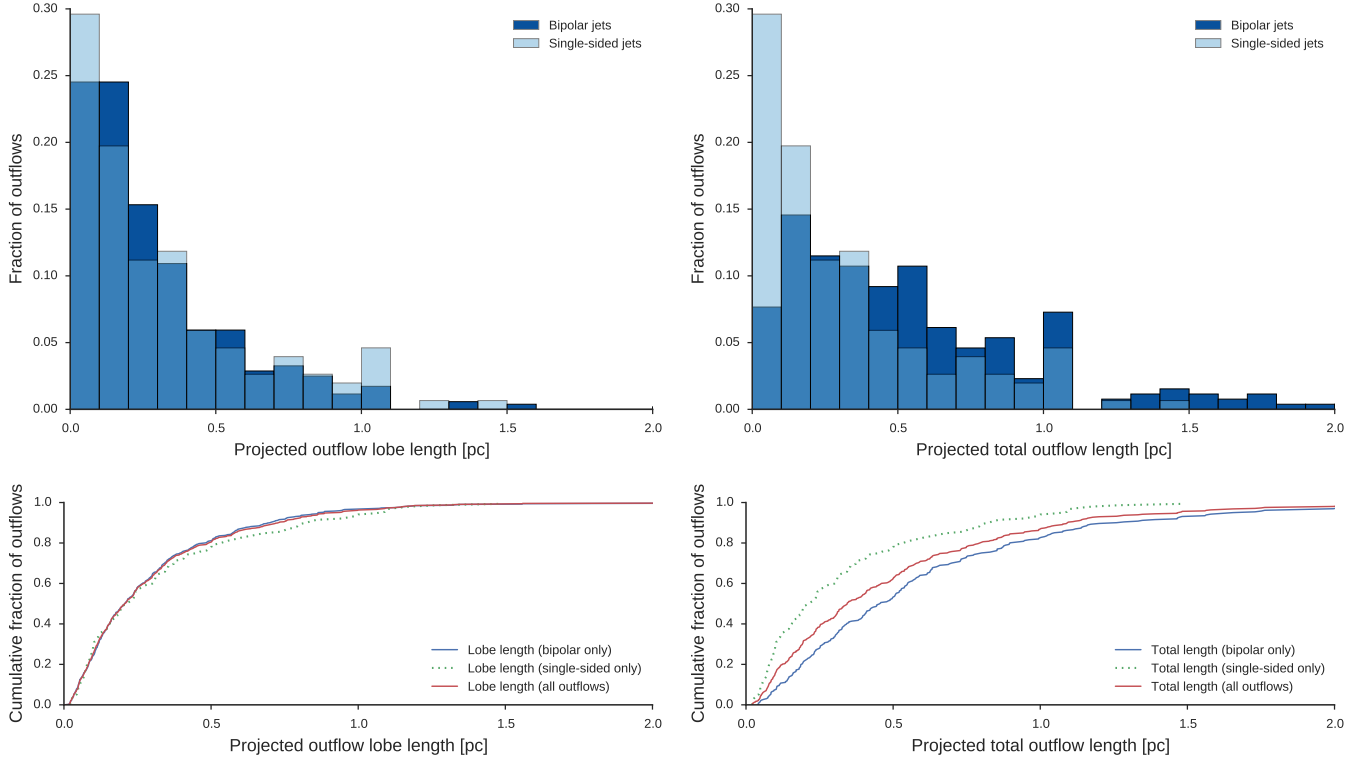 0.30
0.25
0.20
0.15
0.10
0.05
0.00
Fraction of outflows
Bipolar jets
Single-sided jets
0.0 0.5 1.0 1.5 2.0
Projected outflow lobe length [pc]
0.30
0.25
0.20
0.15
0.10
0.05
0.00
Fraction of outflows
Bipolar jets
Single-sided jets
0.0 0.5 1.0 1.5 2.0
Projected total outflow length [pc]
1.0
0.8
0.6
0.4
0.2
0.0
Cumulative fraction of outflows
Lobe length (bipolar only)
Lobe length (single-sided only)
Lobe length (all outflows)
0.0 0.5 1.0 1.5 2.0
Projected outflow lobe length [pc]
1.0
0.8
0.6
0.4
0.2
0.0
Cumulative fraction of outflows
Total length (bipolar only)
Total length (single-sided only)
Total length (all outflows)
0.0 0.5 1.0 1.5 2.0
Projected total outflow length [pc]